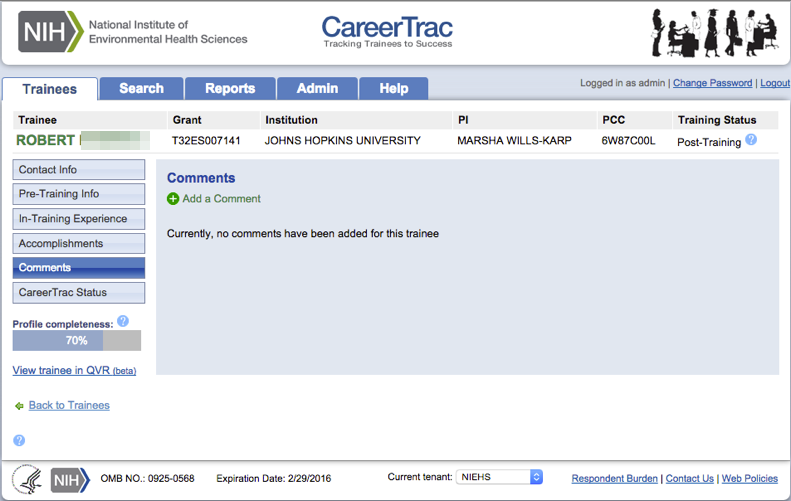 NIH
National Institute of
Environmental Health Sciences
CareerTrac
Tracking Trainees to Success
Trainees Search Reports Admin Help
Logged in as admin | Change Password | Logout
Trainee Grant Institution PI PCC Training Status
ROBERT T32ES007141 JOHNS HOPKINS UNIVERSITY MARSHA WILLS-KARP 6W87C00L Post-Training ?
Contact Info
Pre-Training Info
In-Training Experience
Accomplishments
Comments
CareerTrac Status
Profile completeness: ?
70%
View trainee in QVR (beta)
Back to Trainees
?
Comments
Add a Comment
Currently, no comments have been added for this trainee
NIH OMB NO.: 0925-0568 Expiration Date: 2/29/2016 Current tenant: NIEHS Respondent Burden | Contact Us | Web Policies